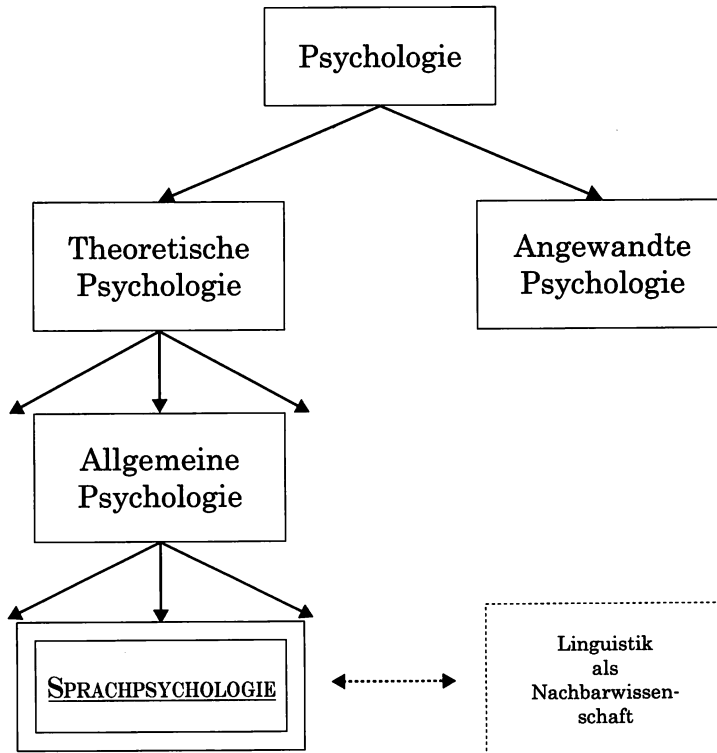 Psychologie
Theoretische
Psychologie
Angewandte
Psychologie
Allgemeine
Psychologie
SPRACHPSYCHOLOGIE
Linguistik
als
Nachbarwissen-
schaft